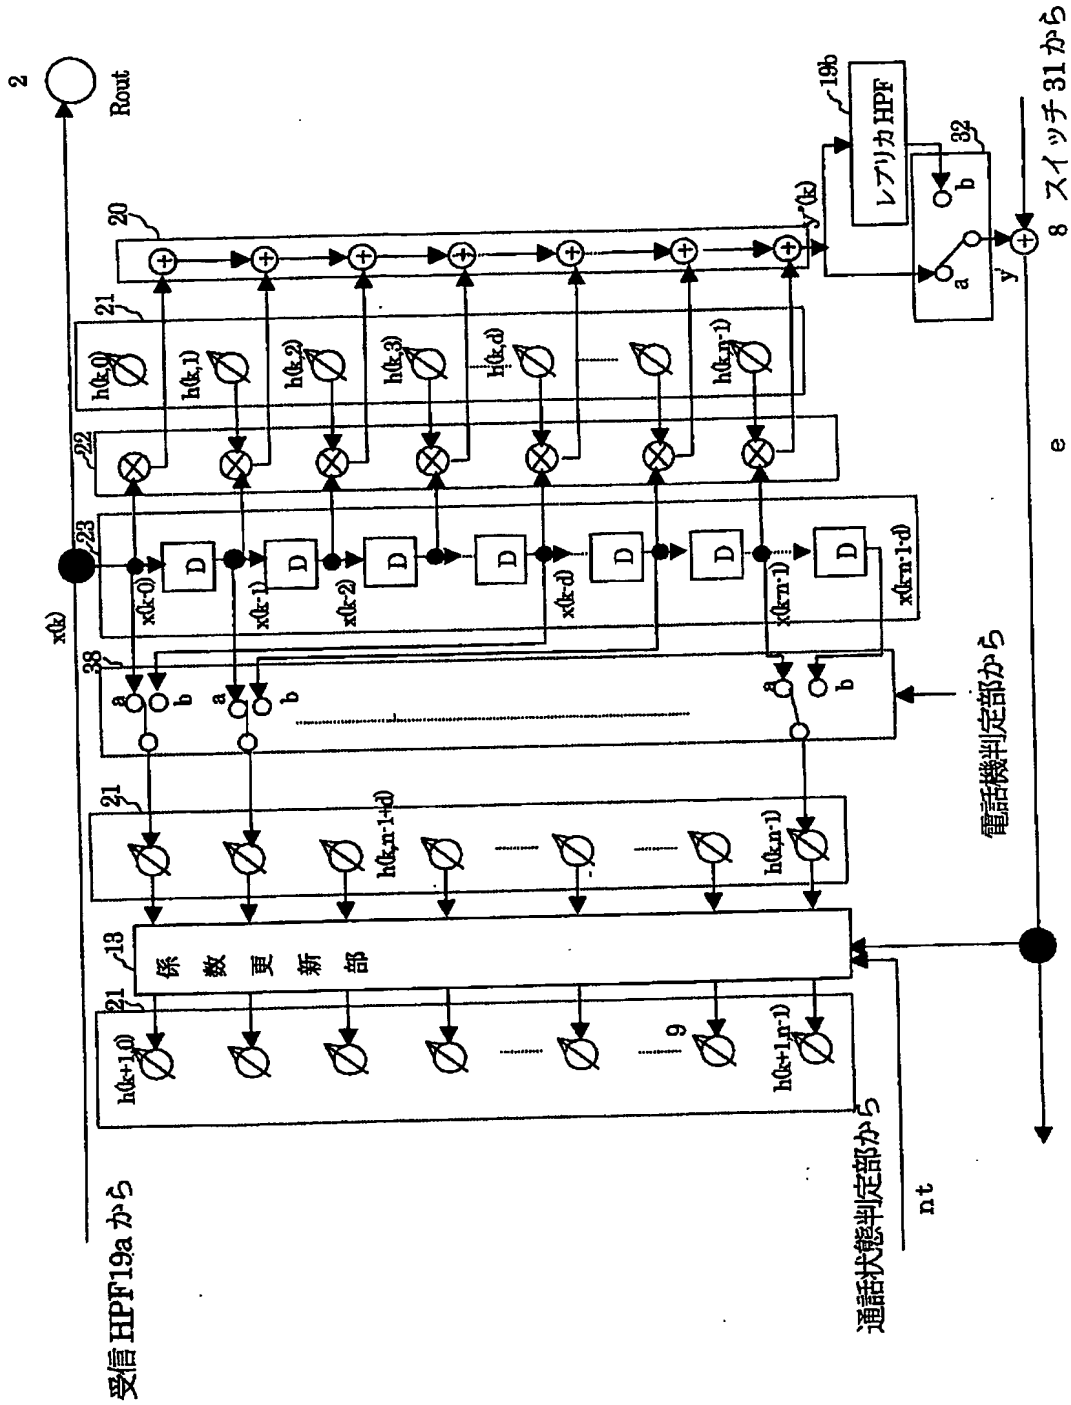 受信HPF19aから
x(k)
2
Rout
h(k+1,0)
21
9
h(k+1,n-1)
13
係数更新部
21
h(k,n-1+d)
h(k,n-1)
38
a
b
a
b
a
b
23
x(k-0)
D
x(k-1)
D
x(k-2)
D
D
x(k-d)
D
D
x(k-n-1)
D
x(k-n-1-d)
22
21
h(k,0)
h(k,1)
h(k,2)
h(k,3)
h(k,d)
h(k,n-1)
20
y"(k)
19b
レプリカHPF
32
a
b
y'
8 スイッチ31から
e
電話機判定部から
通話状態判定部から
nt